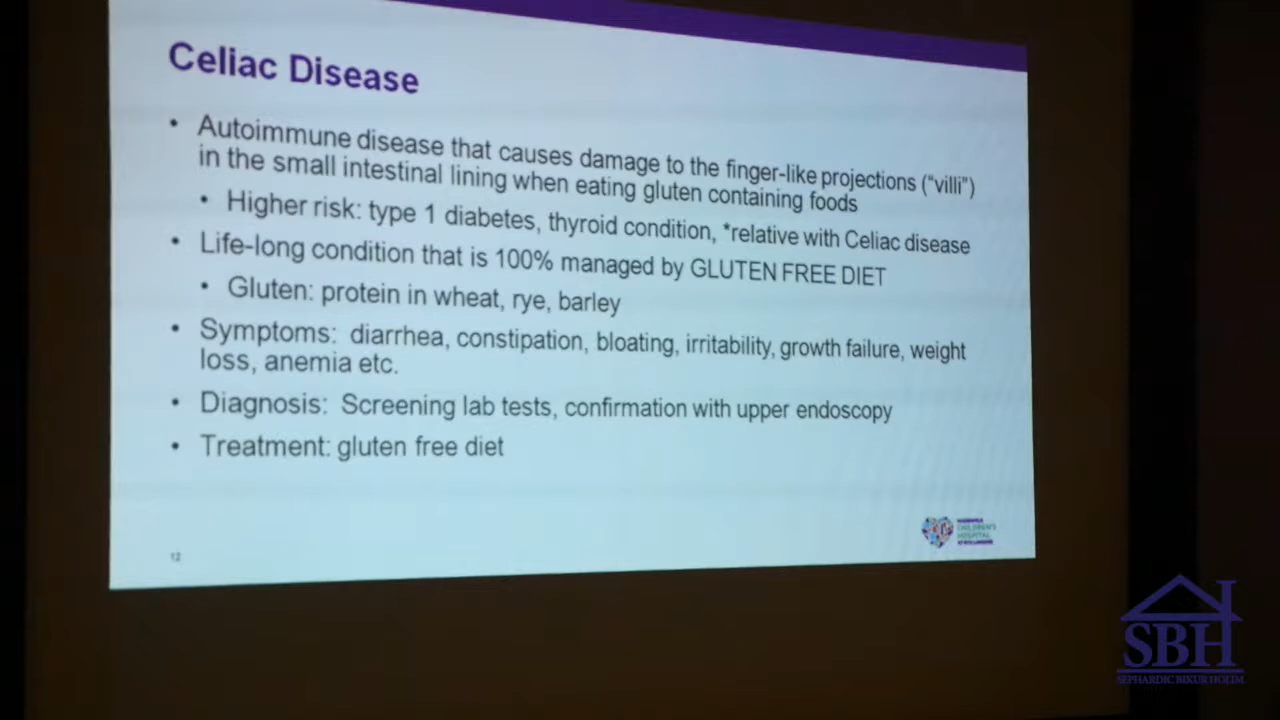 Celiac Disease
• Autoimmune disease that causes damage to the finger-like projections (“villi”)
in the small intestinal lining when eating gluten containing foods
• Higher risk: type 1 diabetes, thyroid condition, *relative with Celiac disease
• Life-long condition that is 100% managed by GLUTEN FREE DIET
• Gluten: protein in wheat, rye, barley
• Symptoms: diarrhea, constipation, bloating, irritability, growth failure, weight
loss, anemia etc.
• Diagnosis: Screening lab tests, confirmation with upper endoscopy
• Treatment: gluten free diet
CHILDREN'S
HOSPITAL
12
SBH
SEPHARDIC BIKUR HOLIM